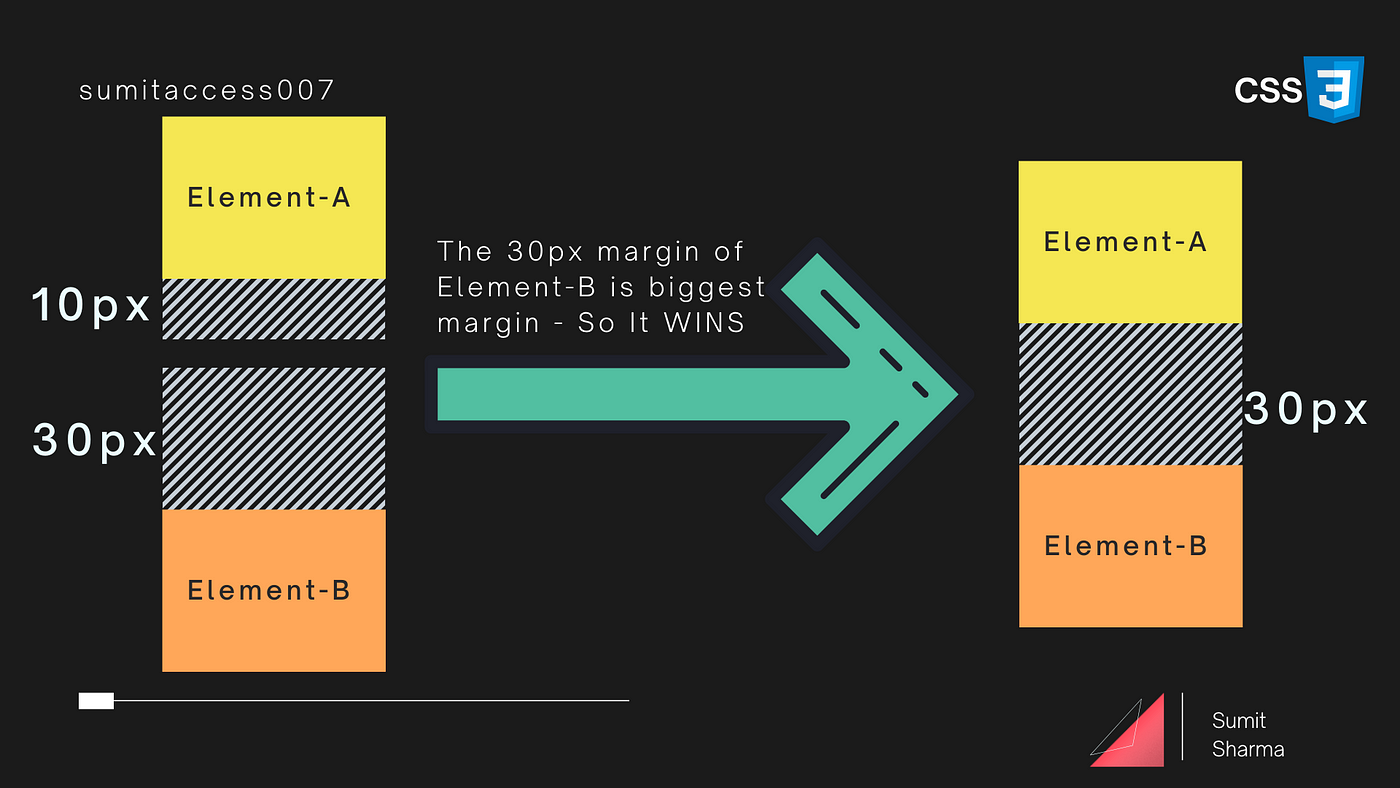 sumitaccess007
CSS
Element-A
10px
30px
Element-B
The 30px margin of
Element-B is biggest
margin - So It WINS
Element-A
30px
Element-B
Sumit
Sharma